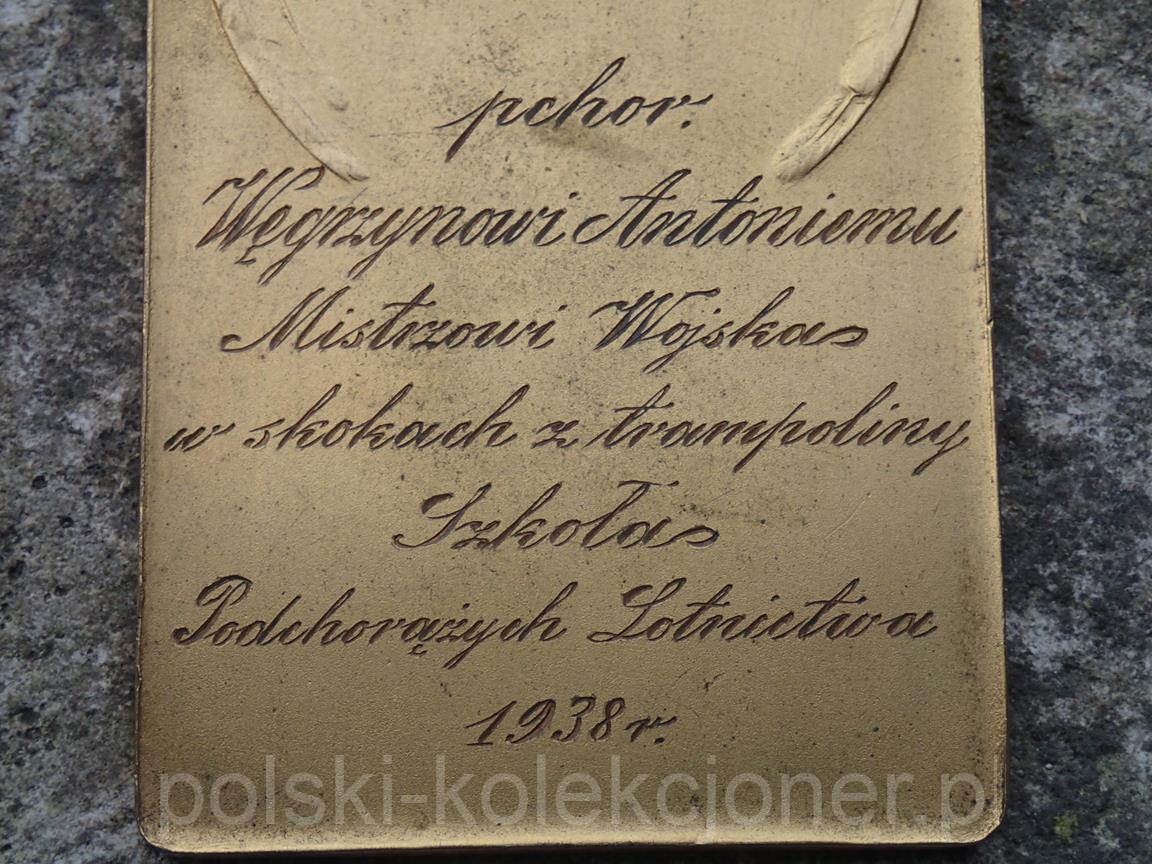 pchor.
Węgrzynowi Antoniemu
Mistrzowi Wojska
w skokach z trampoliny
Szkoła
Podchorążych Lotnictwa
1938 r.
polski-kolekcjoner.p